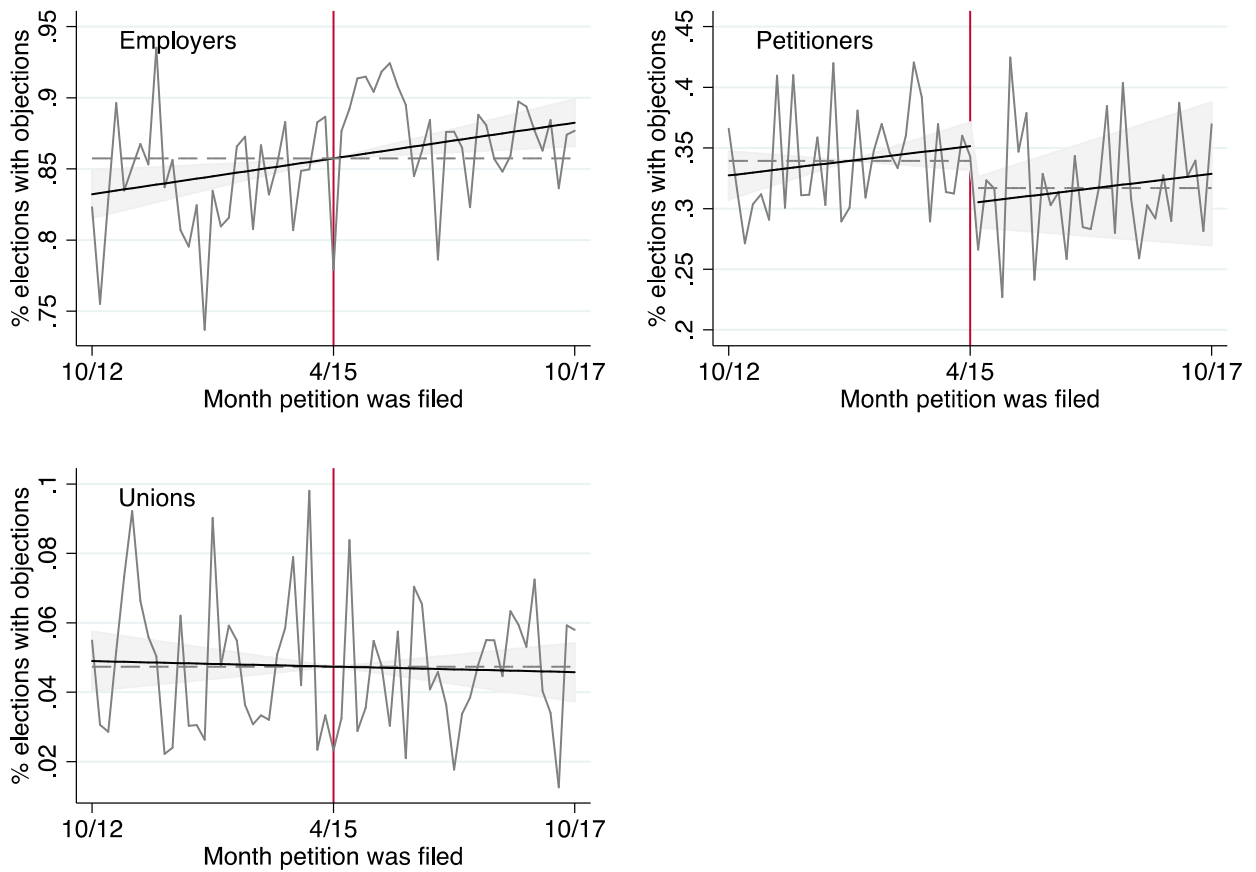 Employers
% elections with objections
.95
.9
.85
.8
.75
10/12
4/15
10/17
Month petition was filed
Petitioners
% elections with objections
.45
.4
.35
.3
.25
.2
10/12
4/15
10/17
Month petition was filed
Unions
% elections with objections
.1
.08
.06
.04
.02
10/12
4/15
10/17
Month petition was filed